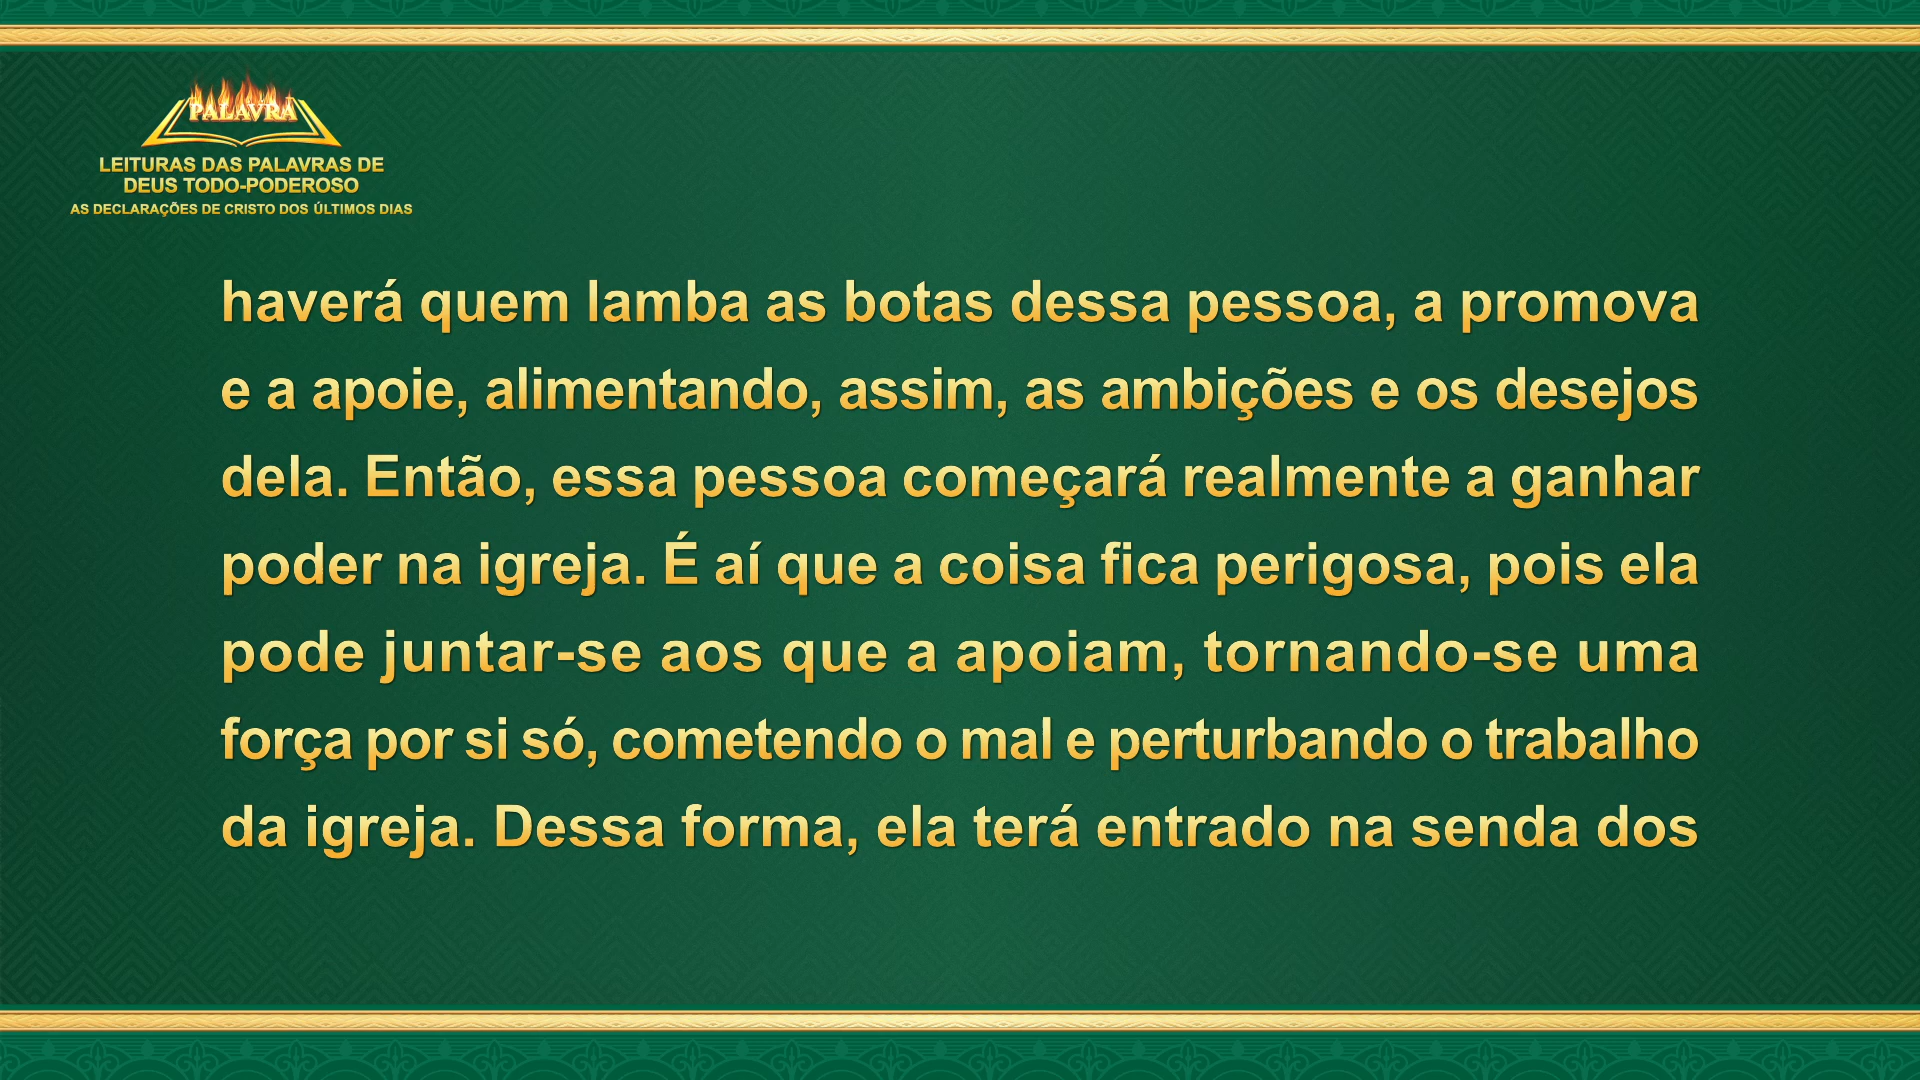 PALAVRA
LEITURAS DAS PALAVRAS DE
DEUS TODO-PODEROSO
AS DECLARAÇÕES DE CRISTO DOS ÚLTIMOS DIAS
haverá quem lamba as botas dessa pessoa, a promova
e a apoie, alimentando, assim, as ambições e os desejos
dela. Então, essa pessoa começará realmente a ganhar
poder na igreja. É aí que a coisa fica perigosa, pois ela
pode juntar-se aos que a apoiam, tornando-se uma
força por si só, cometendo o mal e perturbando o trabalho
da igreja. Dessa forma, ela terá entrado na senda dos